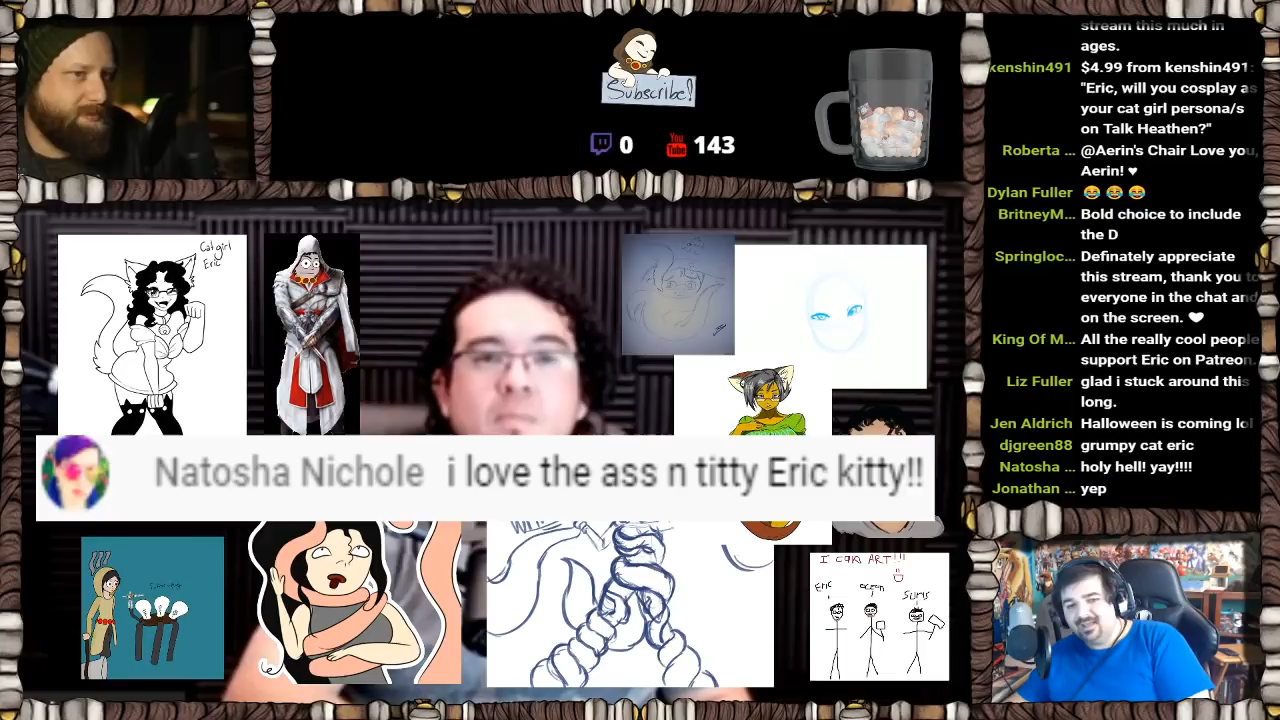 Subscribe!
0
You
Tube
143
stream this much in
ages.
kenshin491 $4.99 from kenshin491:
"Eric, will you cosplay as
your cat girl persona/s
on Talk Heathen?"
Roberta ... @Aerin's Chair Love you,
Aerin! ♥
Dylan Fuller 😂 😂 😂
BritneyM... Bold choice to include
the D
Springloc... Definately appreciate
this stream, thank you to
everyone in the chat and
on the screen. ❤
King Of M... All the really cool people
support Eric on Patreon.
Liz Fuller glad i stuck around this
long.
Jen Aldrich Halloween is coming lol
djgreen88 grumpy cat eric
Natosha ... holy hell! yay!!!!
Jonathan ... yep
Cat girl
Eric
Natosha Nichole i love the ass n titty Eric kitty!!
I CAN ART!!!
Eric